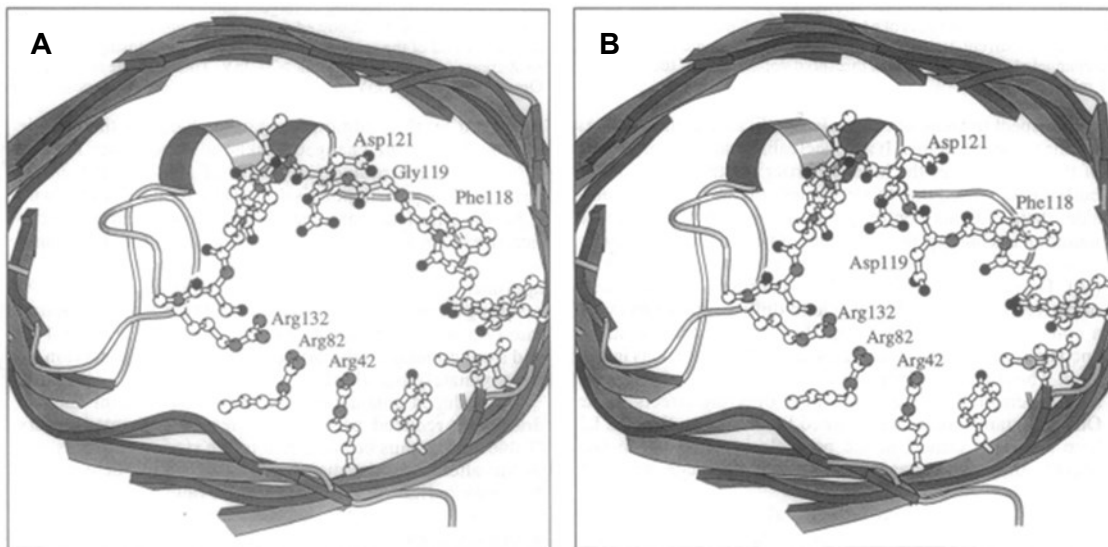 A
Asp121
Gly119
Phe118
Arg132
Arg82
Arg42
B
Asp121
Phe118
Asp119
Arg132
Arg82
Arg42